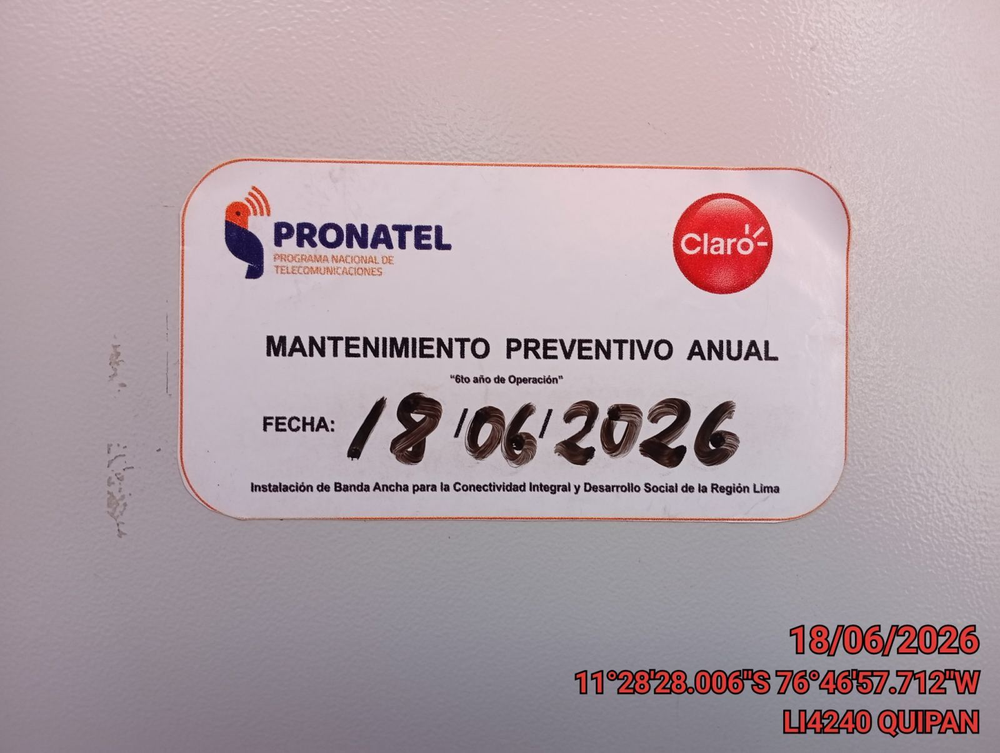 PRONATEL
PROGRAMA NACIONAL DE
TELECOMUNICACIONES
Claro
MANTENIMIENTO PREVENTIVO ANUAL
“6to año de Operación”
FECHA: 18/06/2026
Instalación de Banda Ancha para la Conectividad Integral y Desarrollo Social de la Región Lima
18/06/2026
11°28'28.006"S 76°46'57.712"W
LI4240 QUIPAN